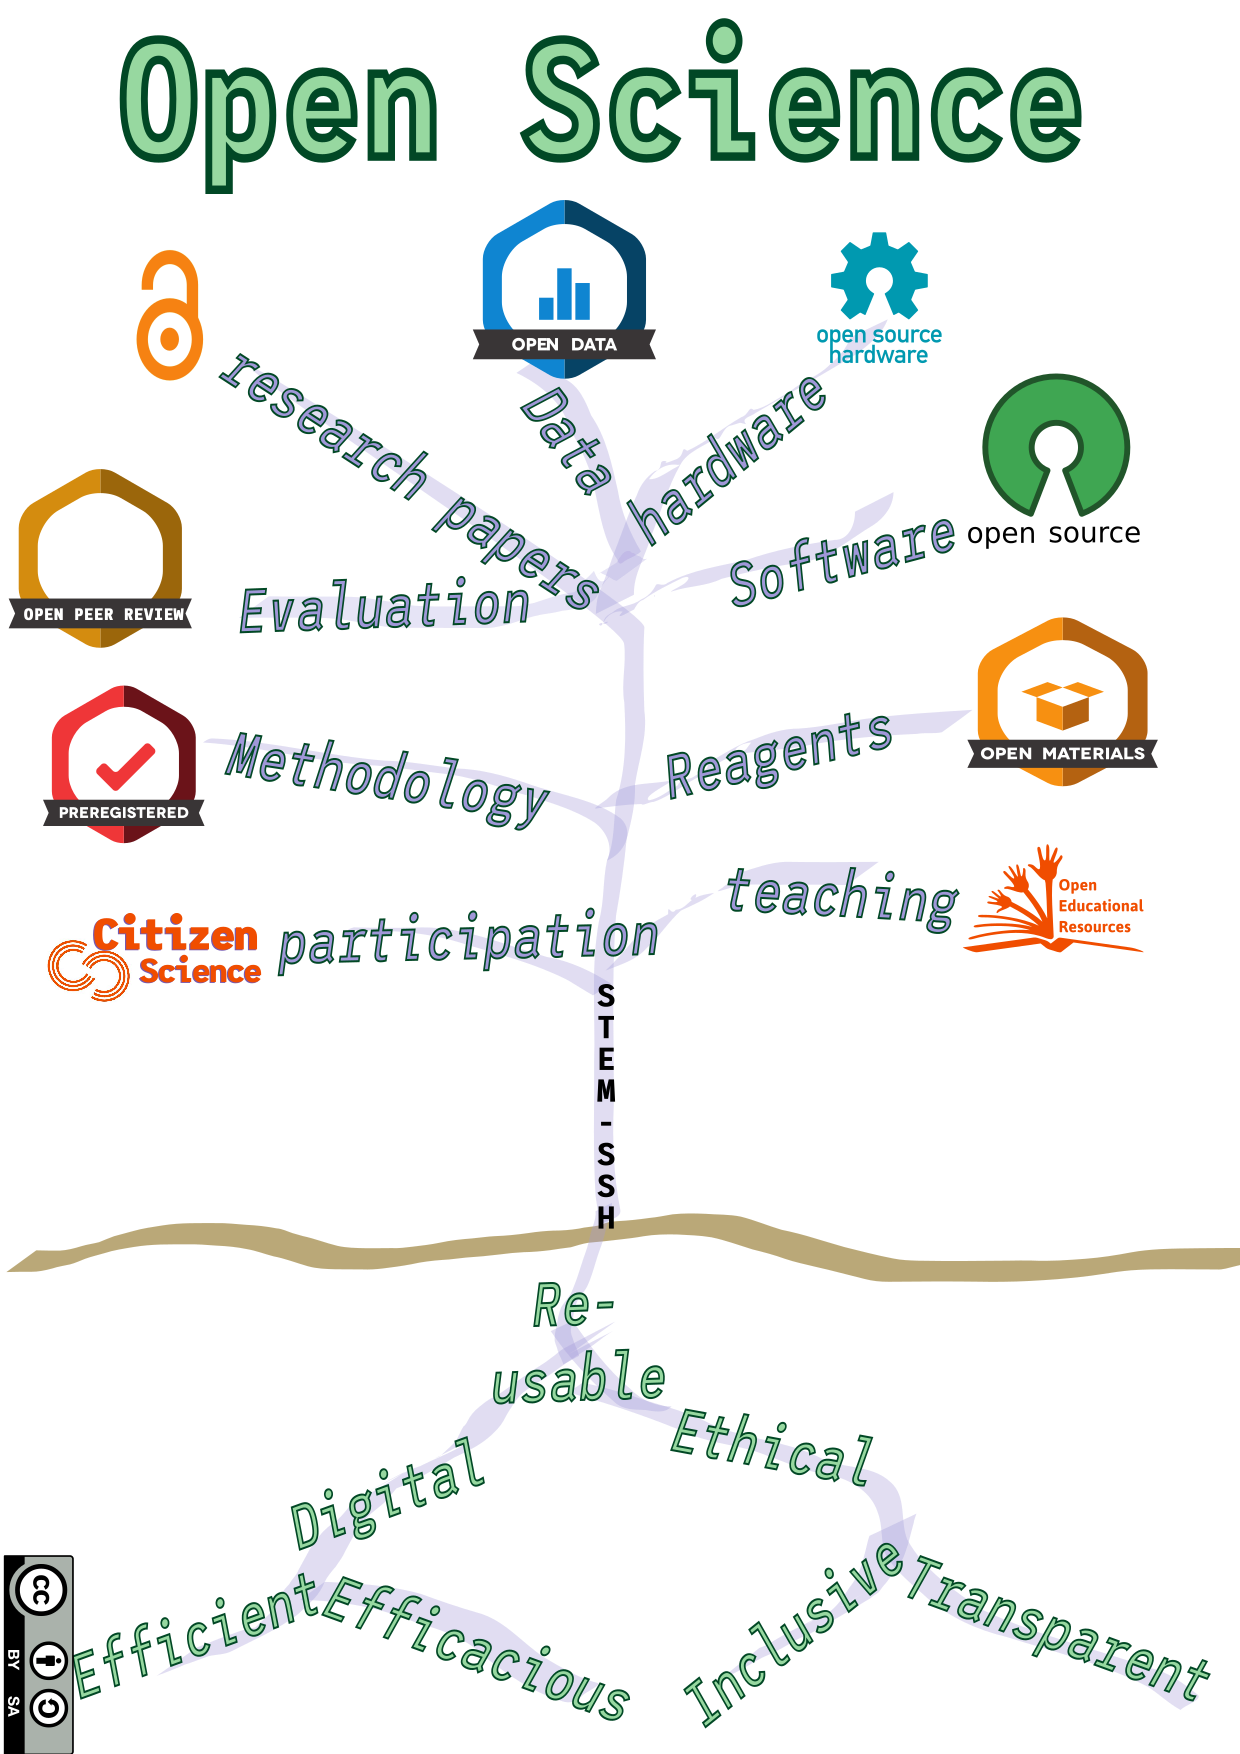 Open Science
OPEN DATA
open source
hardware
research papers
Data
hardware
open source
Software
OPEN PEER REVIEW
Evaluation
PREREGISTERED
Methodology
Reagents
OPEN MATERIALS
teaching
Open
Educational
Resources
Citizen
Science
participation
STEM-SSH
Re-
usable
Ethical
Digital
Efficient
Efficacious
Inclusive
Transparent
cc
BY SA